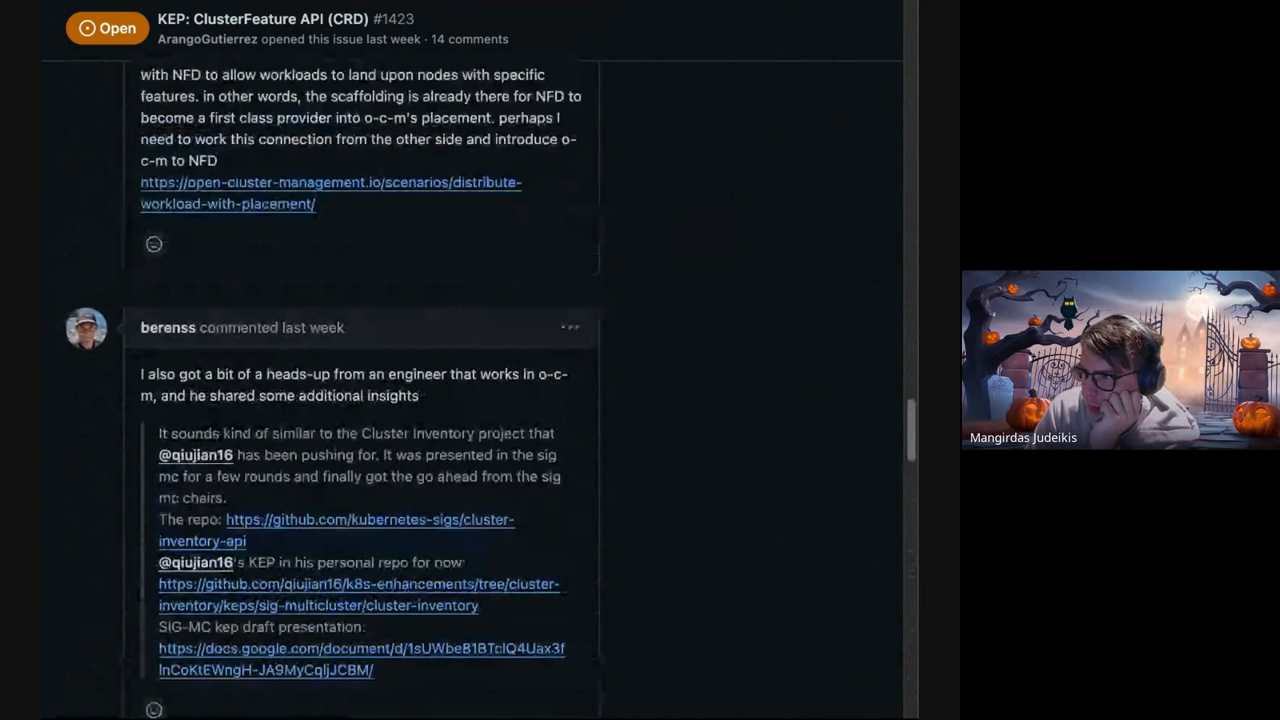 Open
KEP: ClusterFeature API (CRD) #1423
ArangoGutierrez opened this issue last week · 14 comments
with NFD to allow workloads to land upon nodes with specific
features. in other words, the scaffolding is already there for NFD to
become a first class provider into o-c-m's placement. perhaps I
need to work this connection from the other side and introduce o-
c-m to NFD
https://open-cluster-management.io/scenarios/distribute-
workload-with-placement/
berenss commented last week
I also got a bit of a heads-up from an engineer that works in o-c-
m, and he shared some additional insights
It sounds kind of similar to the Cluster Inventory project that
@qiujian16 has been pushing for. It was presented in the sig
mc for a few rounds and finally got the go ahead from the sig
mc chairs.
The repo: https://github.com/kubernetes-sigs/cluster-
inventory-api
@qiujian16's KEP in his personal repo for now:
https://github.com/qiujian16/k8s-enhancements/tree/cluster-
inventory/keps/sig-multicluster/cluster-inventory
SIG-MC kep draft presentation:
https://docs.google.com/document/d/1sUWbe81BTclQ4Uax3f
lnCoKtEWngH-JA9MyCqljJCBM/
Mangirdas Judeikis